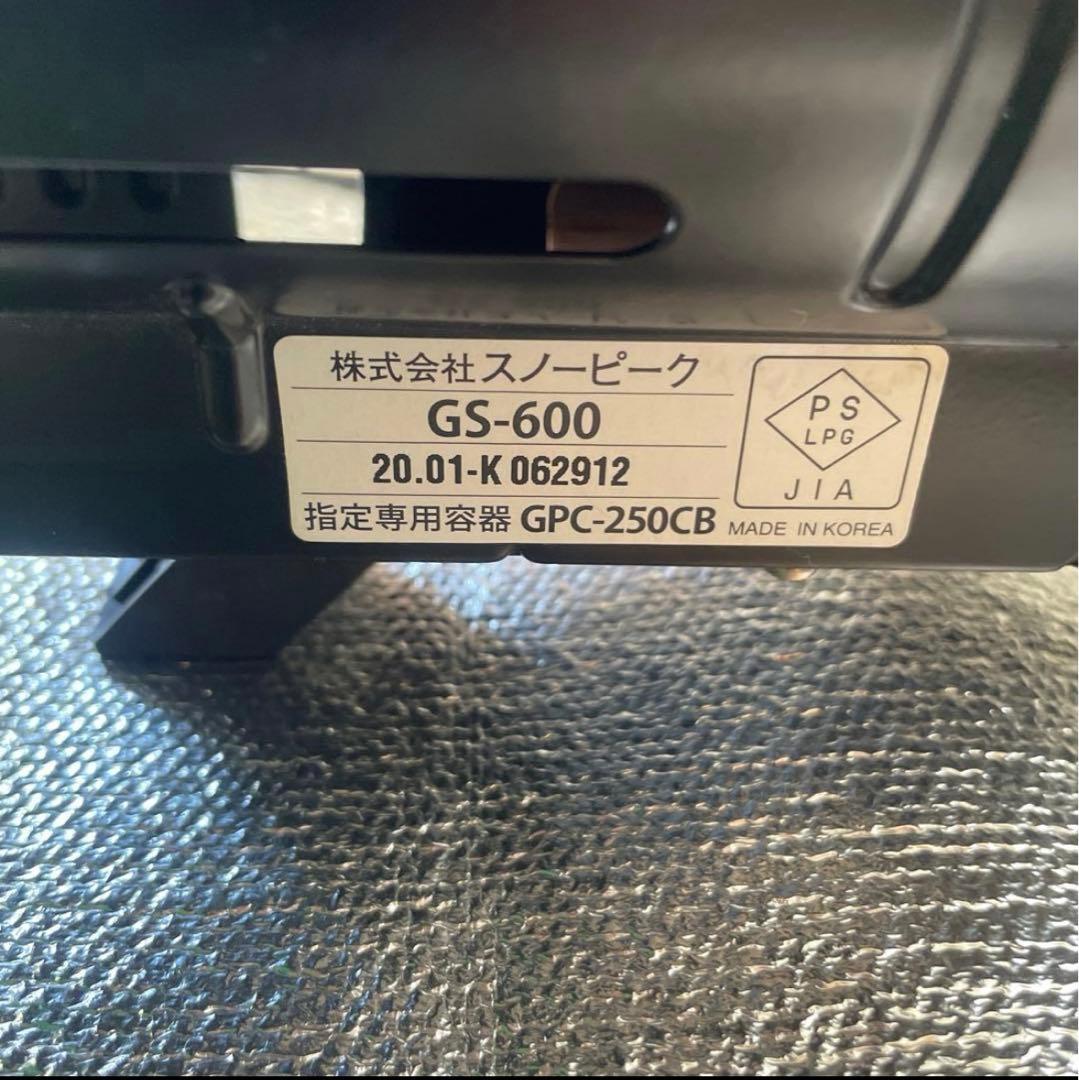 株式会社スノーピーク
GS-600
20.01-K 062912
指定専用容器 GPC-250CB
PS
LPG
JIA
MADE IN KOREA